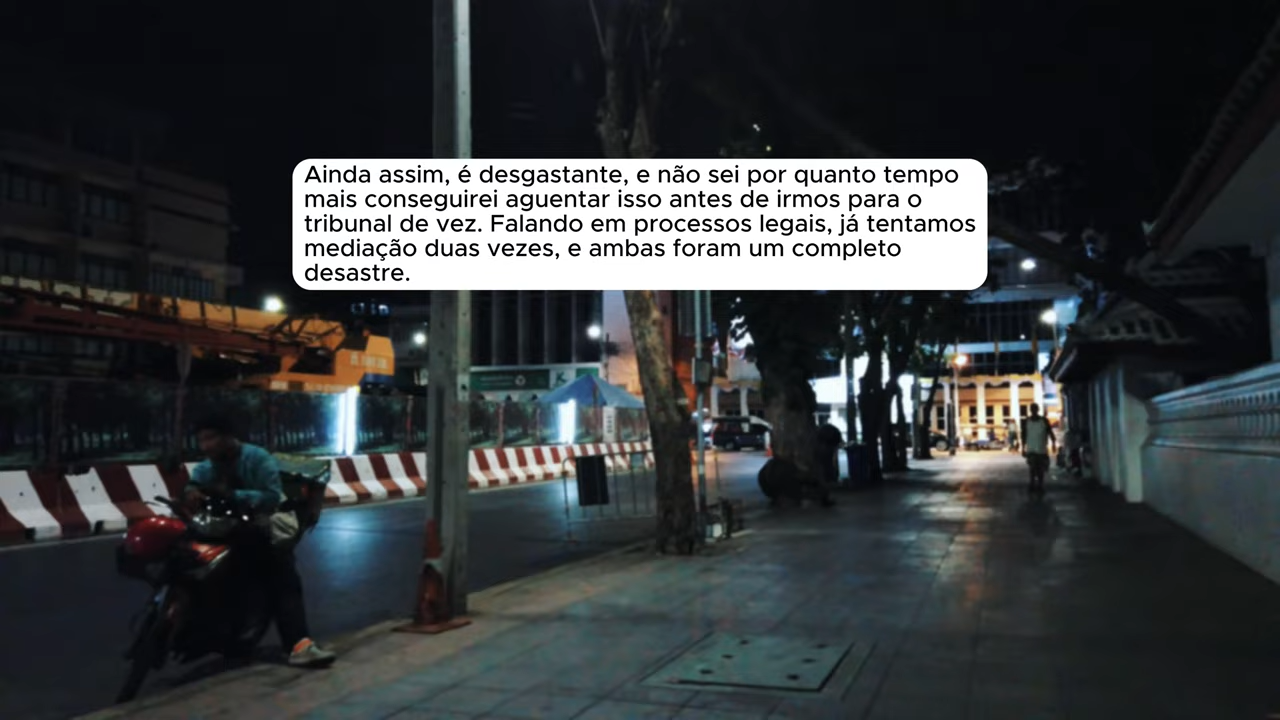 Ainda assim, é desgastante, e não sei por quanto tempo
mais conseguirei aguentar isso antes de irmos para o
tribunal de vez. Falando em processos legais, já tentamos
mediação duas vezes, e ambas foram um completo
desastre.